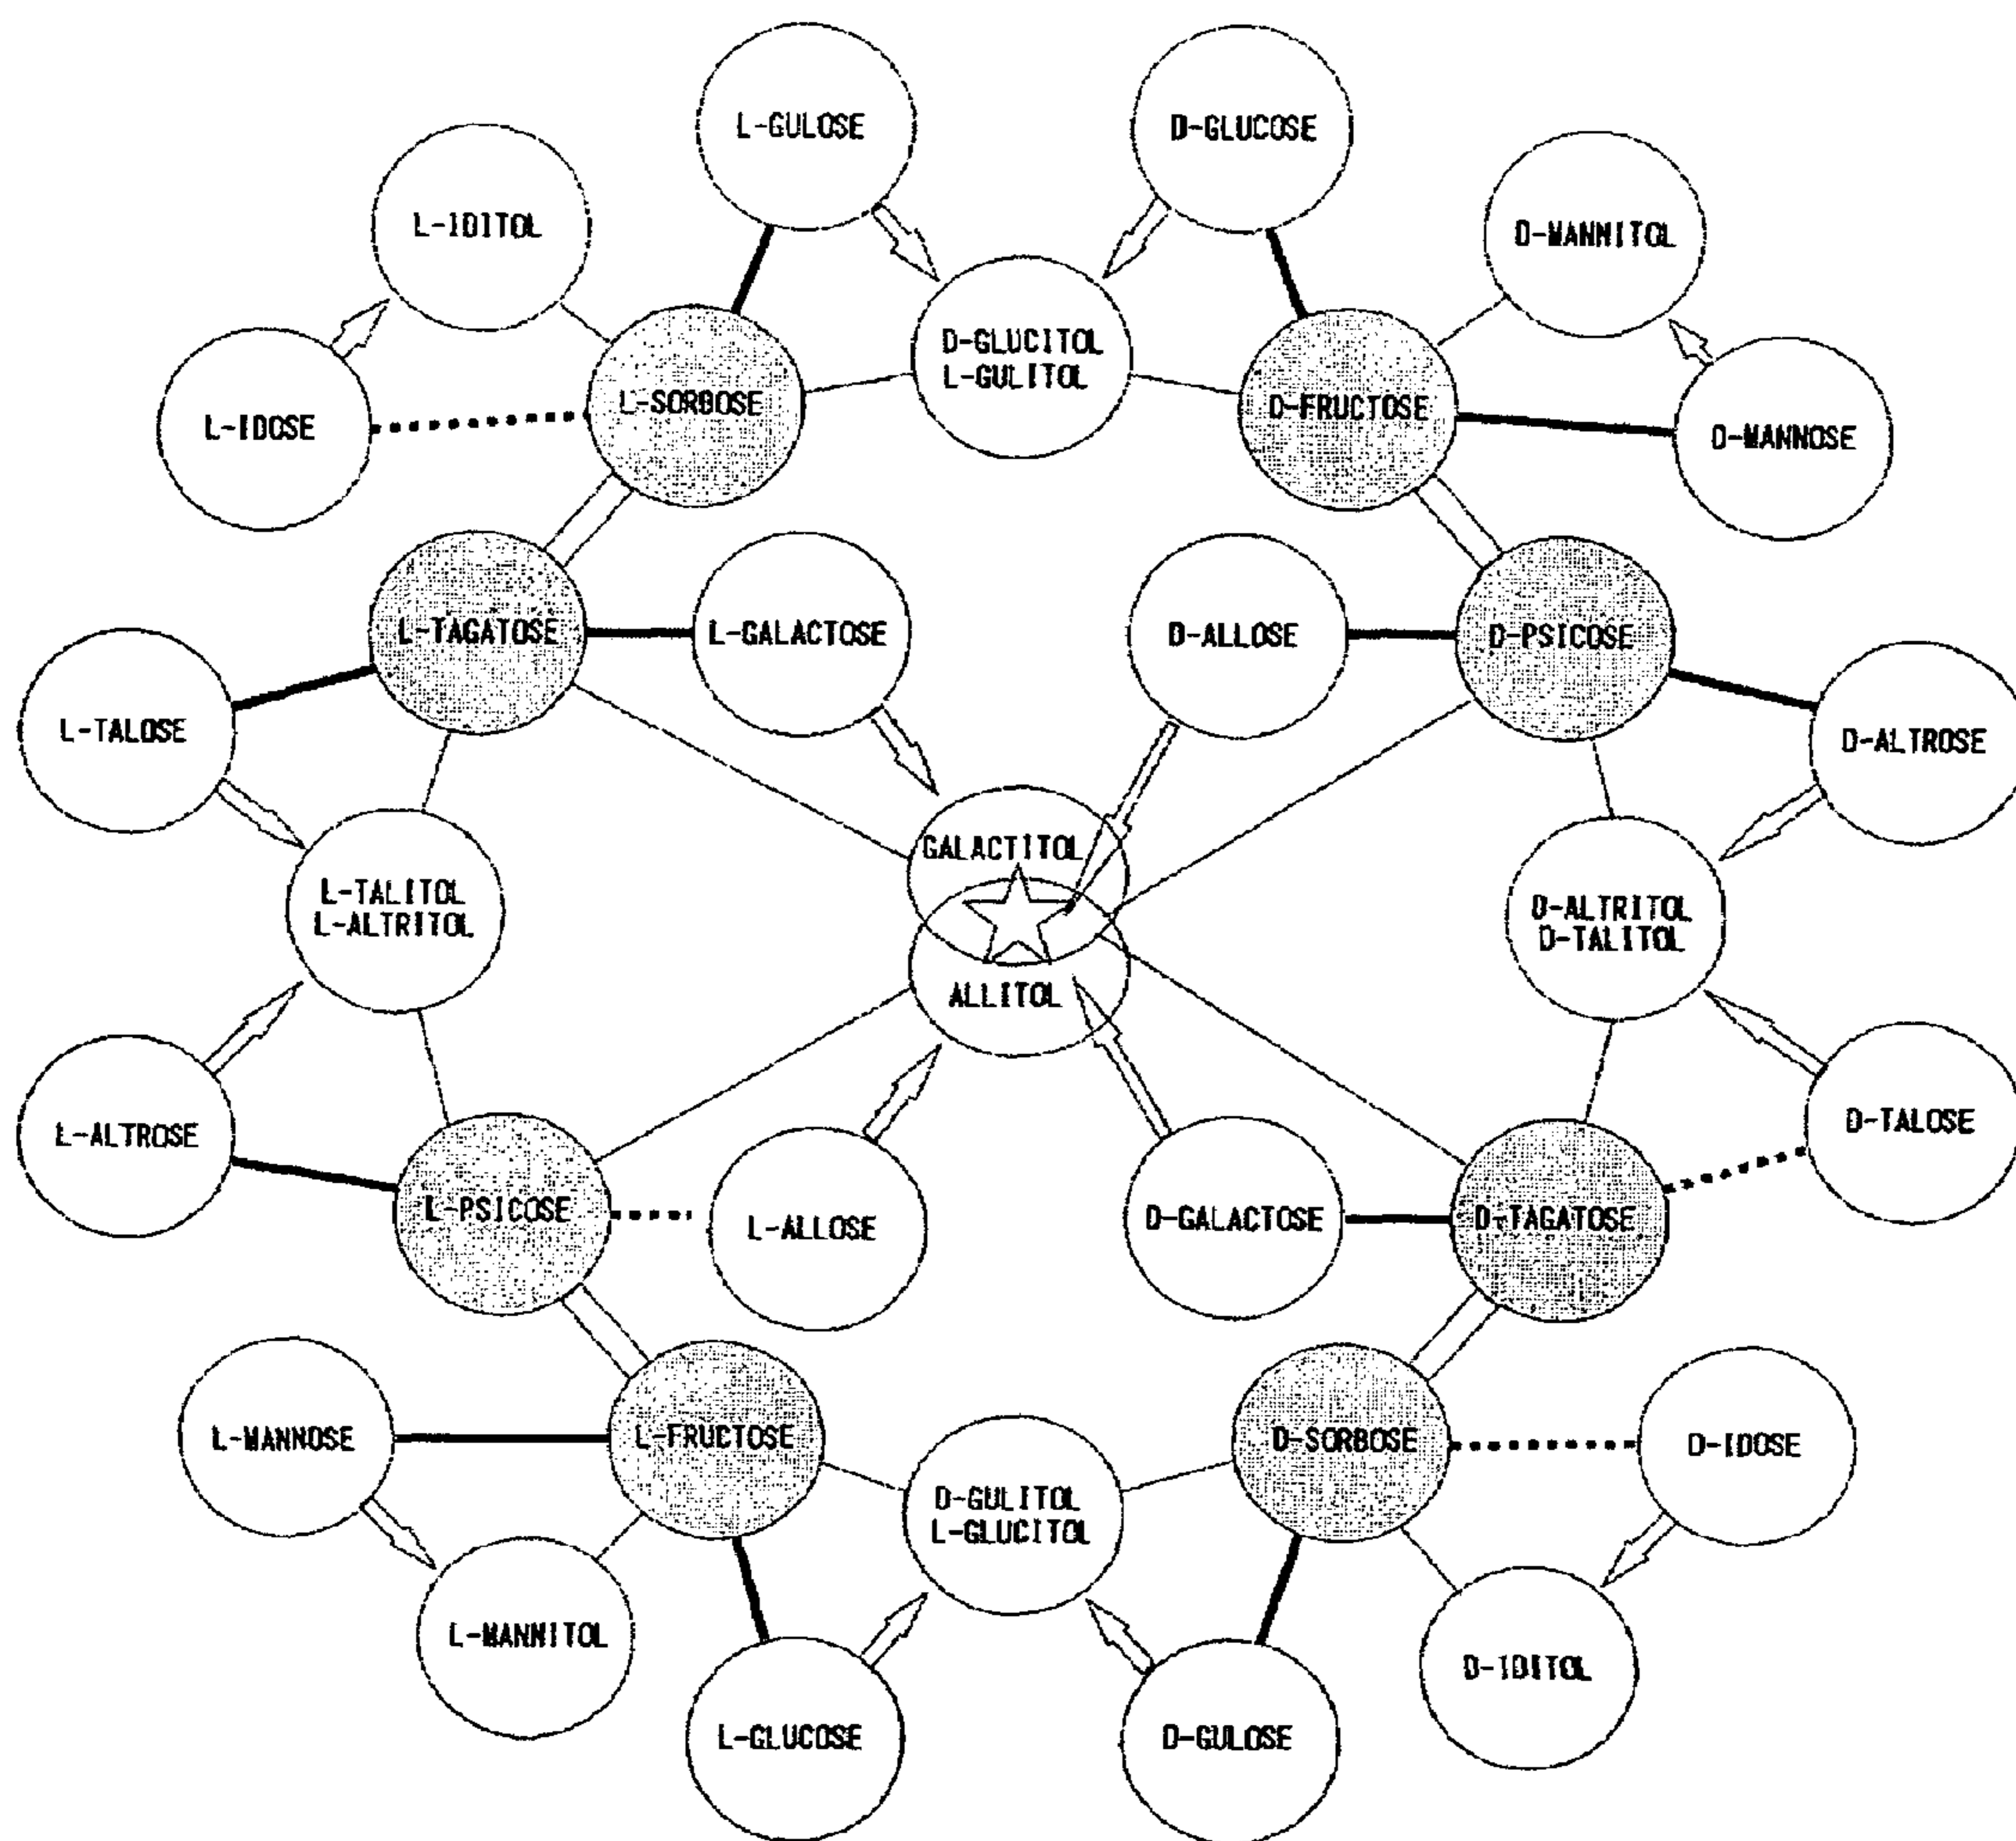 L-GULOSE
D-GLUCOSE
L-IDITOL
D-MANNITOL
D-GLUCITOL
L-GULITOL
L-SORBOSE
D-FRUCTOSE
L-IDOSE
D-MANNOSE
L-TAGATOSE
L-GALACTOSE
D-ALLOSE
D-PSICOSE
L-TALOSE
D-ALTROSE
GALACTITOL
L-TALITOL
L-ALTRITOL
D-ALTRITOL
D-TALITOL
ALLITOL
L-ALTROSE
D-TALOSE
L-PSICOSE
L-ALLOSE
D-GALACTOSE
D-TAGATOSE
L-MANNOSE
L-FRUCTOSE
D-SORBOSE
D-IDOSE
D-GULITOL
L-GLUCITOL
L-MANNITOL
D-IDITOL
L-GLUCOSE
D-GULOSE